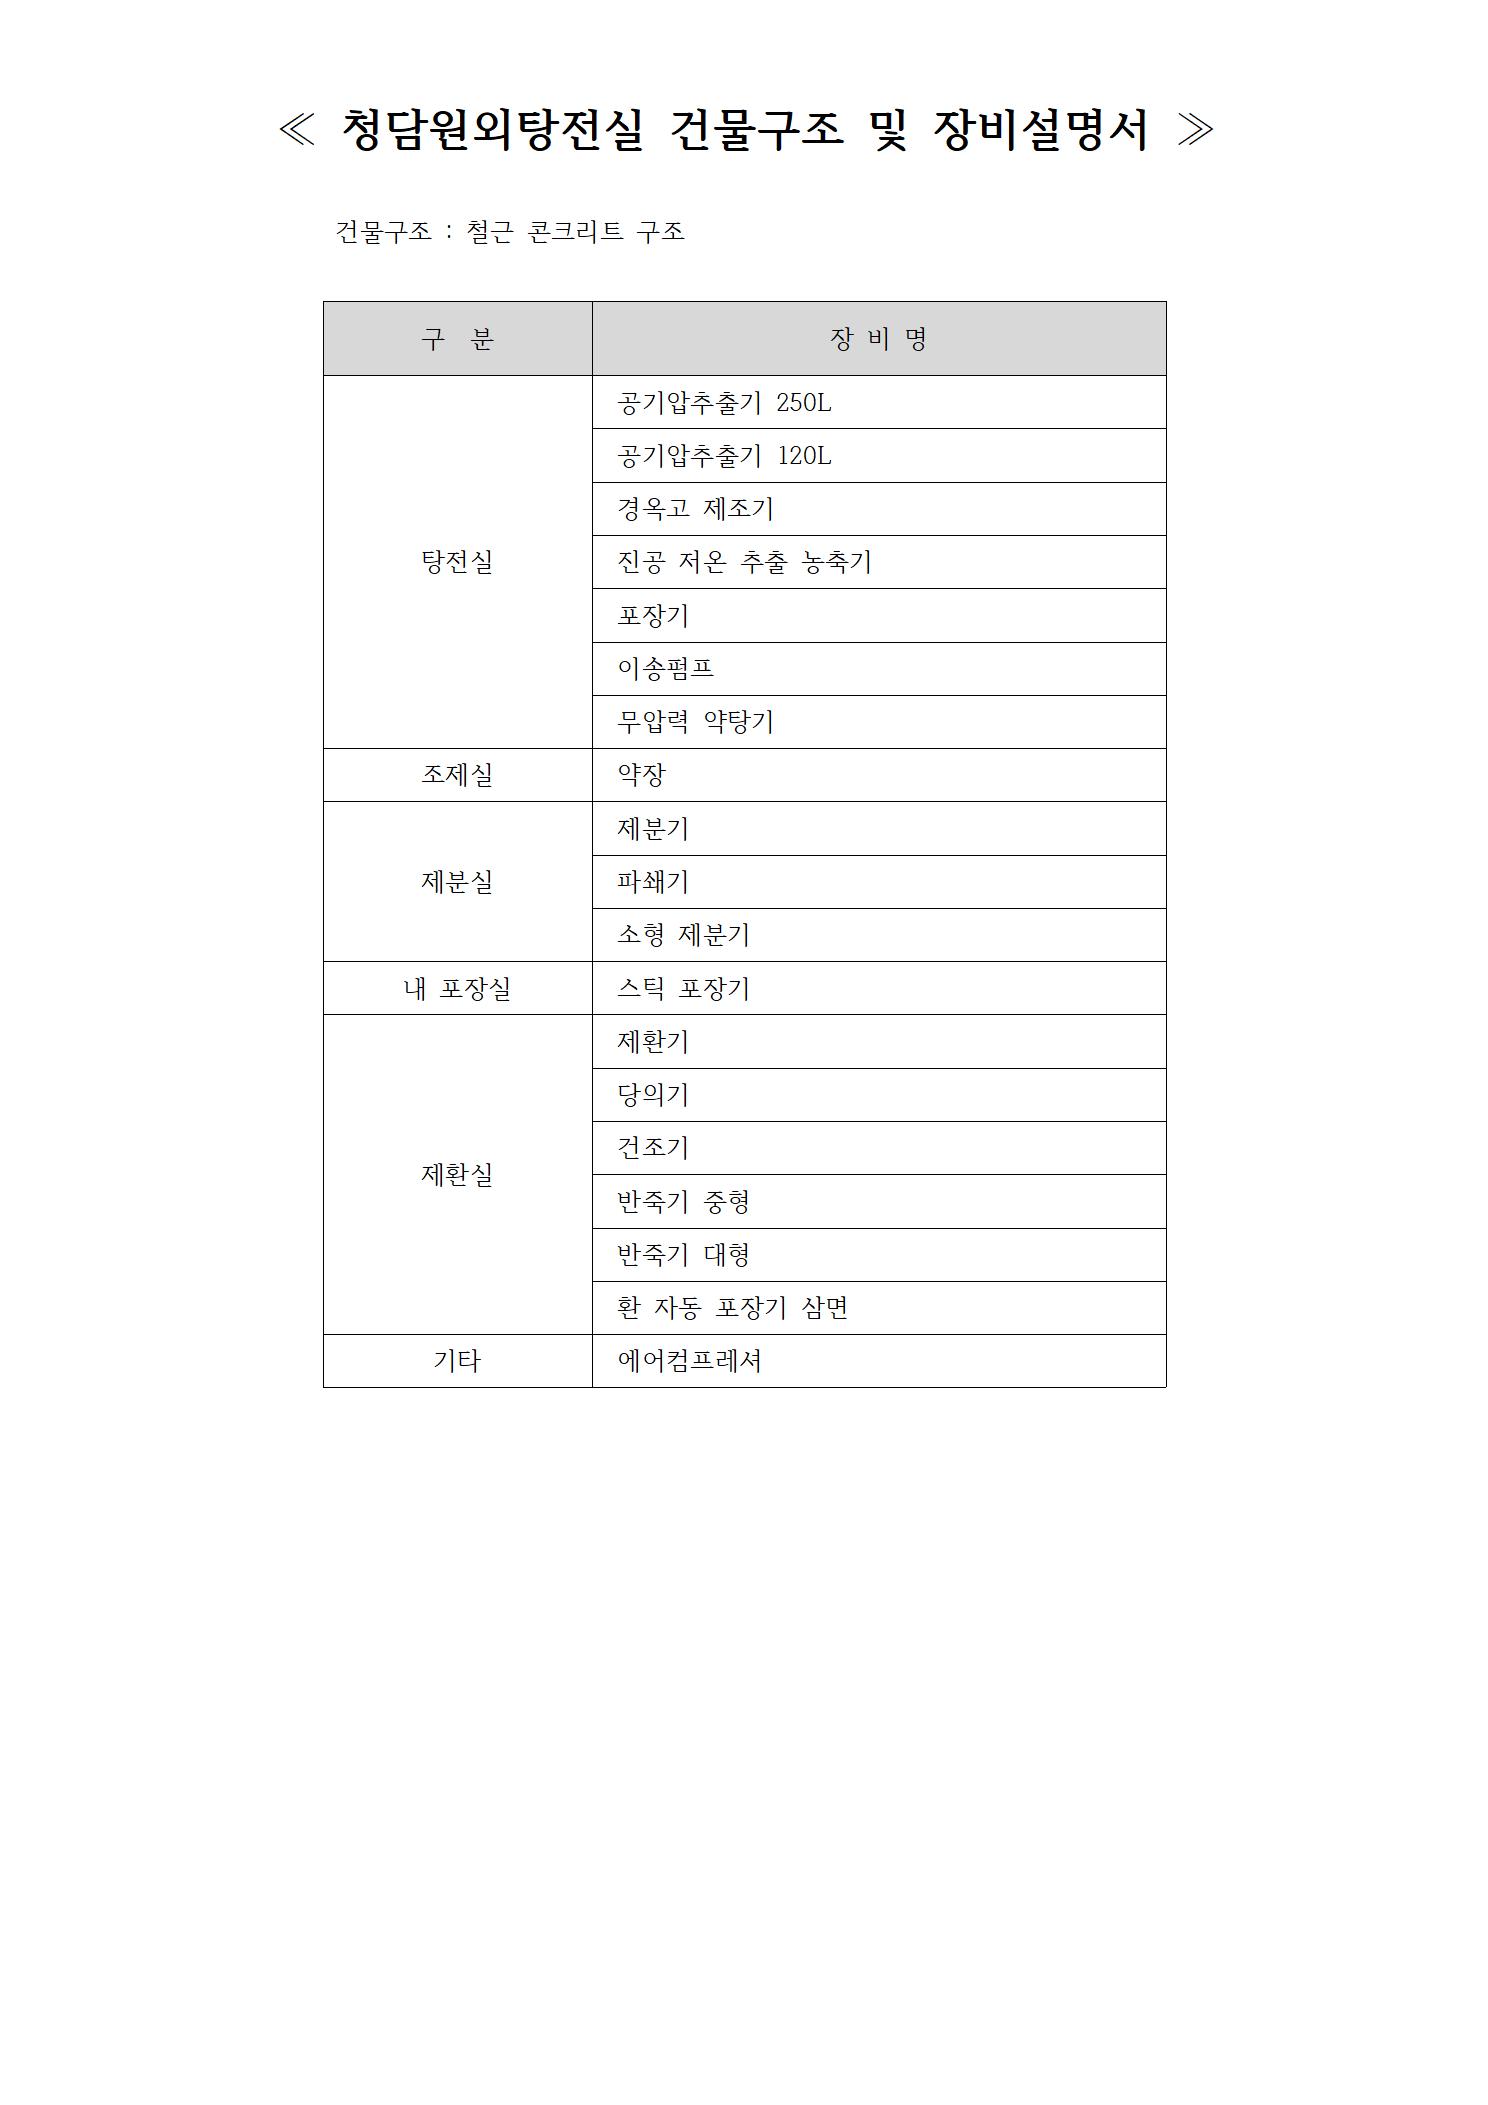 ≪ 청담원외탕전실 건물구조 및 장비설명서 ≫
건물구조 : 철근 콘크리트 구조
구 분 장 비 명
탕전실 공기압추출기 250L
공기압추출기 120L
경옥고 제조기
진공 저온 추출 농축기
포장기
이송펌프
무압력 약탕기
조제실 약장
제분실 제분기
파쇄기
소형 제분기
내 포장실 스틱 포장기
제환실 제환기
당의기
건조기
반죽기 중형
반죽기 대형
환 자동 포장기 삼면
기타 에어컴프레셔